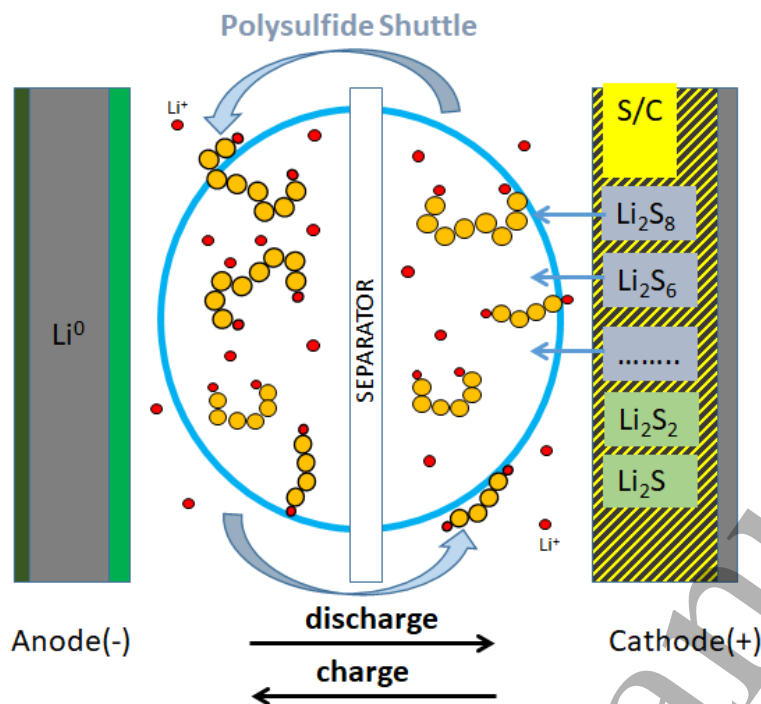 Polysulfide Shuttle
Li⁺
S/C
Li₂S₈
Li₂S₆
Li⁰
SEPARATOR
……..
Li₂S₂
Li₂S
Li⁺
discharge
Anode(-)
Cathode(+)
charge